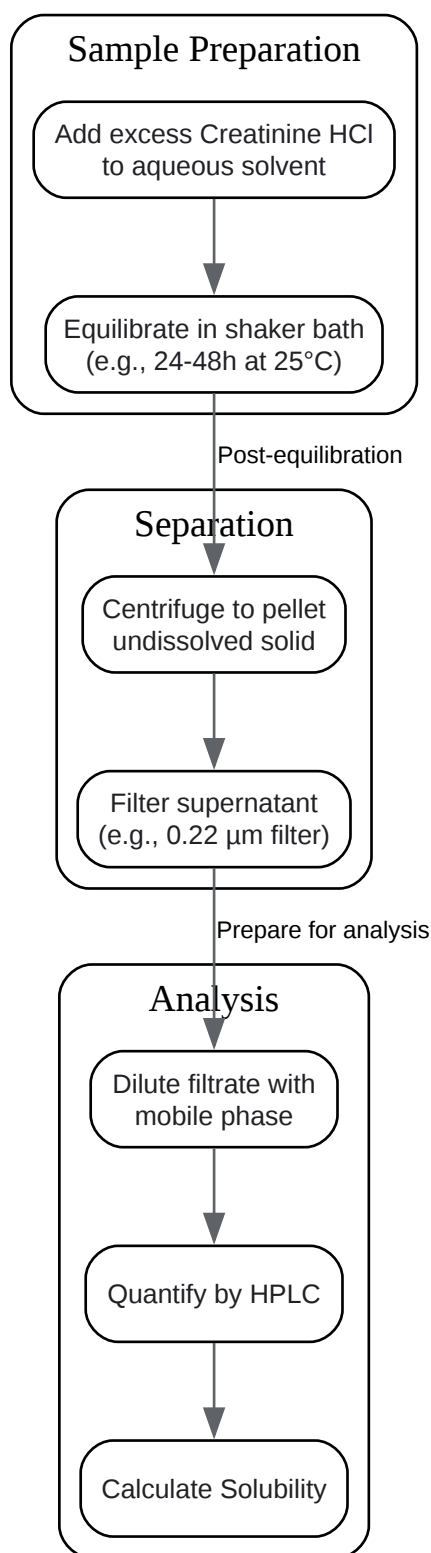 Sample Preparation
Add excess Creatinine HCl
to aqueous solvent
Equilibrate in shaker bath
(e.g., 24-48h at 25°C)
Post-equilibration
Separation
Centrifuge to pellet
undissolved solid
Filter supernatant
(e.g., 0.22 µm filter)
Prepare for analysis
Analysis
Dilute filtrate with
mobile phase
Quantify by HPLC
Calculate Solubility